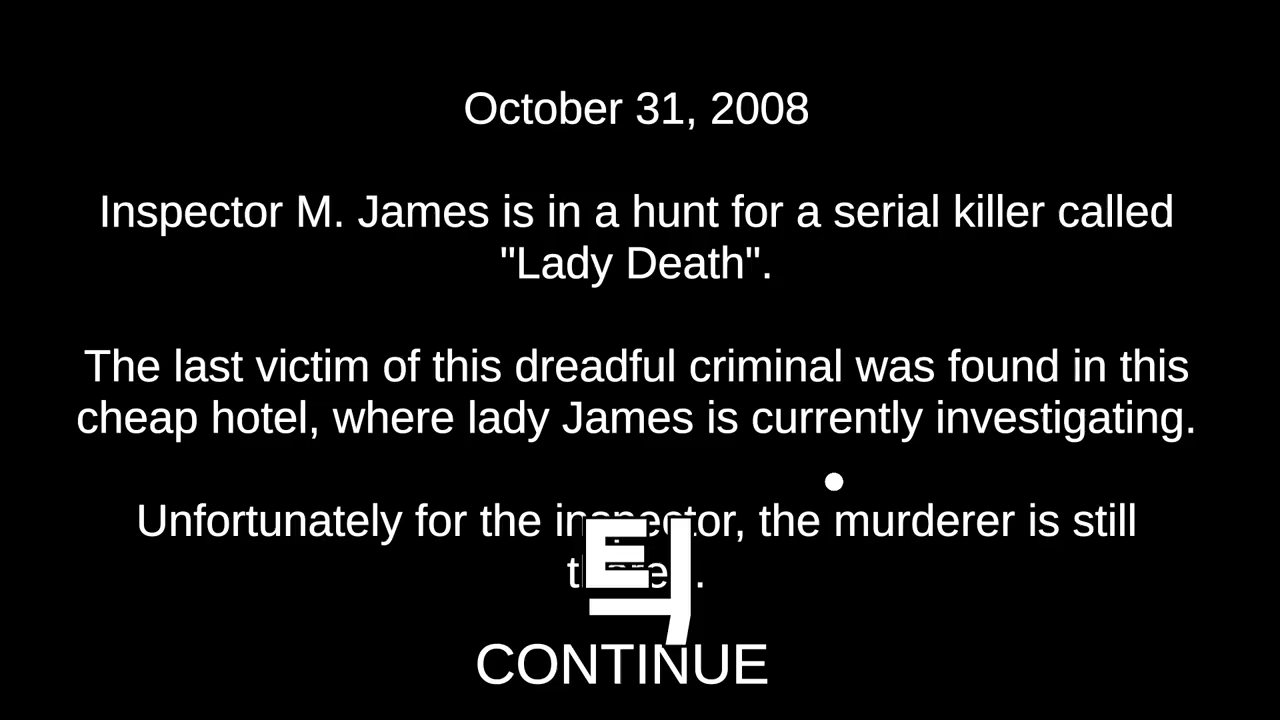 October 31, 2008
Inspector M. James is in a hunt for a serial killer called
"Lady Death".
The last victim of this dreadful criminal was found in this
cheap hotel, where lady James is currently investigating.
Unfortunately for the inspector, the murderer is still
CONTINUE